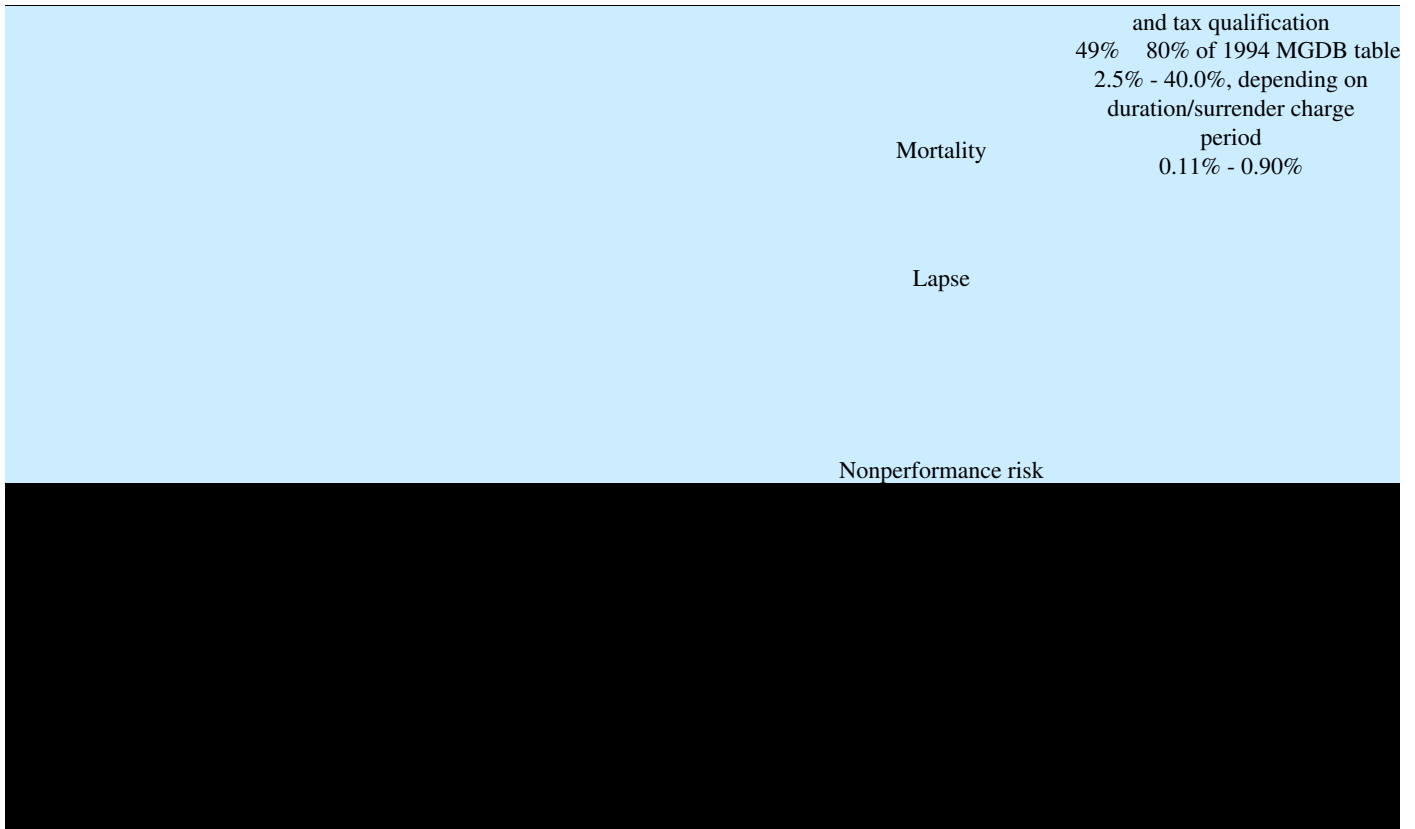 and tax qualification
49% 80% of 1994 MGDB table
2.5% - 40.0%, depending on
duration/surrender charge
period
Mortality
0.11% - 0.90%
Lapse
Nonperformance risk